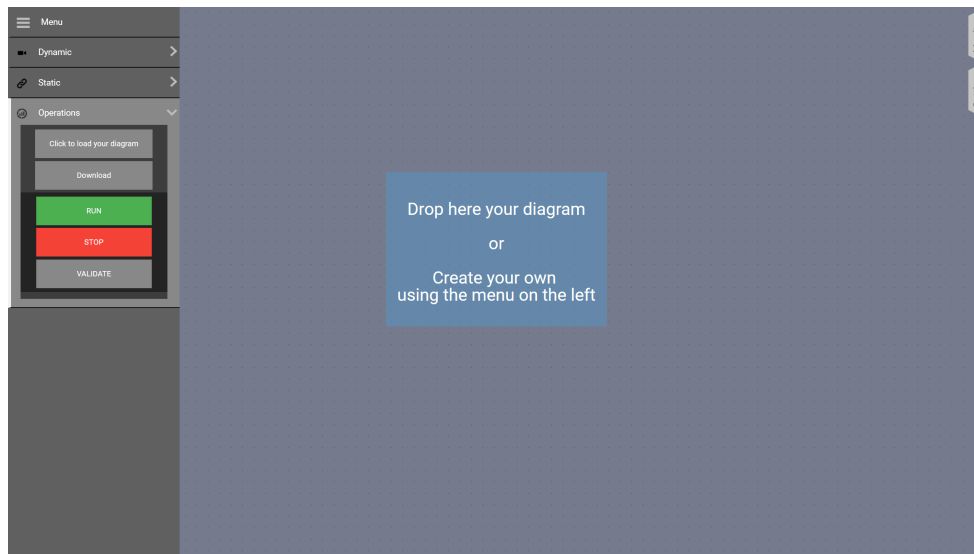 Menu
Dynamic
Static
Operations
Click to load your diagram
Download
RUN
STOP
VALIDATE
Drop here your diagram
or
Create your own
using the menu on the left